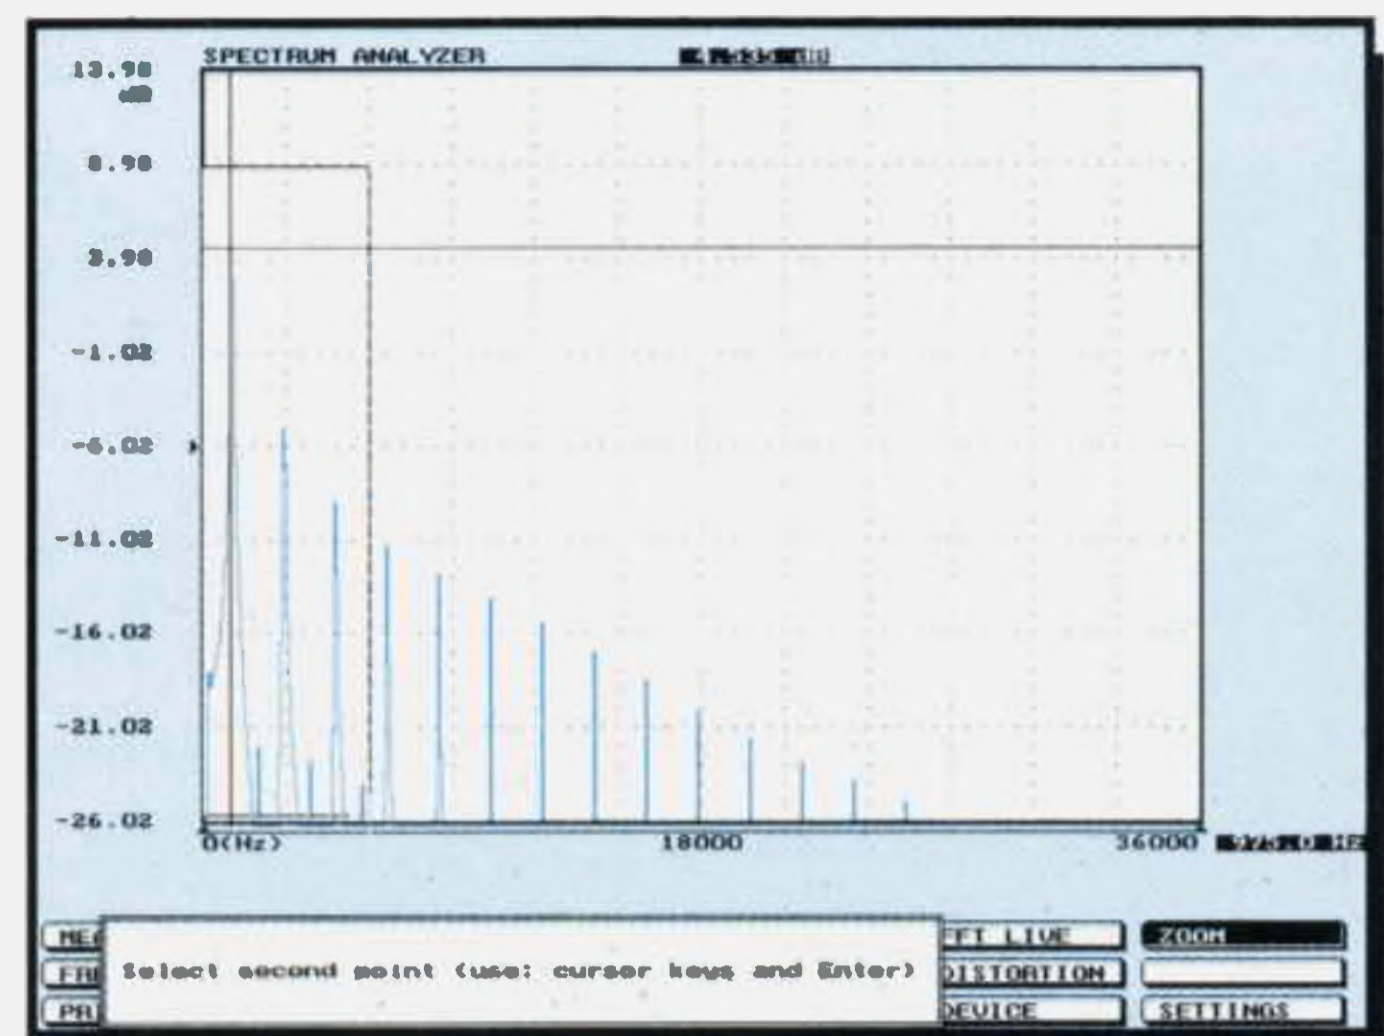 SPECTRUM ANALYZER
13.98
dB
8.98
3.98
-1.02
-6.02
-11.02
-16.02
-21.02
-26.02
0(Hz) 18000 36000
FFT LIVE ZOOM
Select second point (use: cursor keys and Enter)
DISTORTION
DEVICE SETTINGS